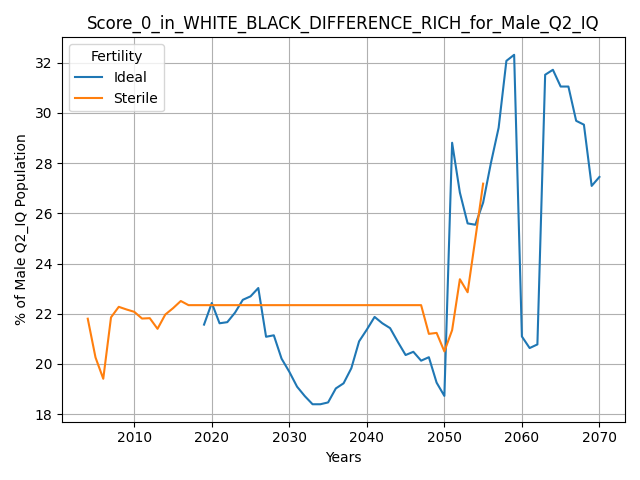 Score_0_in_WHITE_BLACK_DIFFERENCE_RICH_for_Male_Q2_IQ
Fertility
Ideal
Sterile
% of Male Q2_IQ Population
32
30
28
26
24
22
20
18
2010 2020 2030 2040 2050 2060 2070
Years